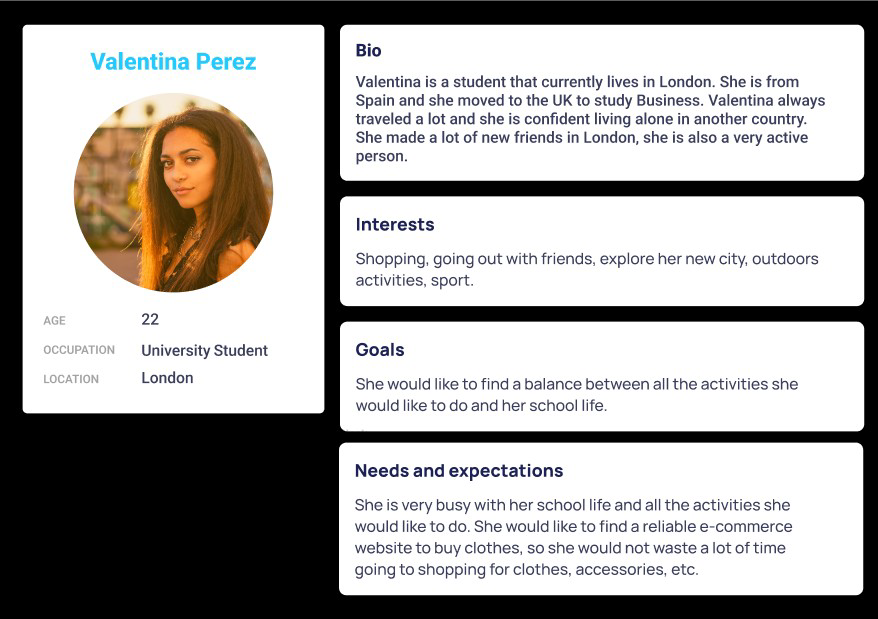 Valentina Perez
AGE 22
OCCUPATION University Student
LOCATION London
Bio
Valentina is a student that currently lives in London. She is from
Spain and she moved to the UK to study Business. Valentina always
traveled a lot and she is confident living alone in another country.
She made a lot of new friends in London, she is also a very active
person.
Interests
Shopping, going out with friends, explore her new city, outdoors
activities, sport.
Goals
She would like to find a balance between all the activities she
would like to do and her school life.
Needs and expectations
She is very busy with her school life and all the activities she
would like to do. She would like to find a reliable e-commerce
website to buy clothes, so she would not waste a lot of time
going to shopping for clothes, accessories, etc.